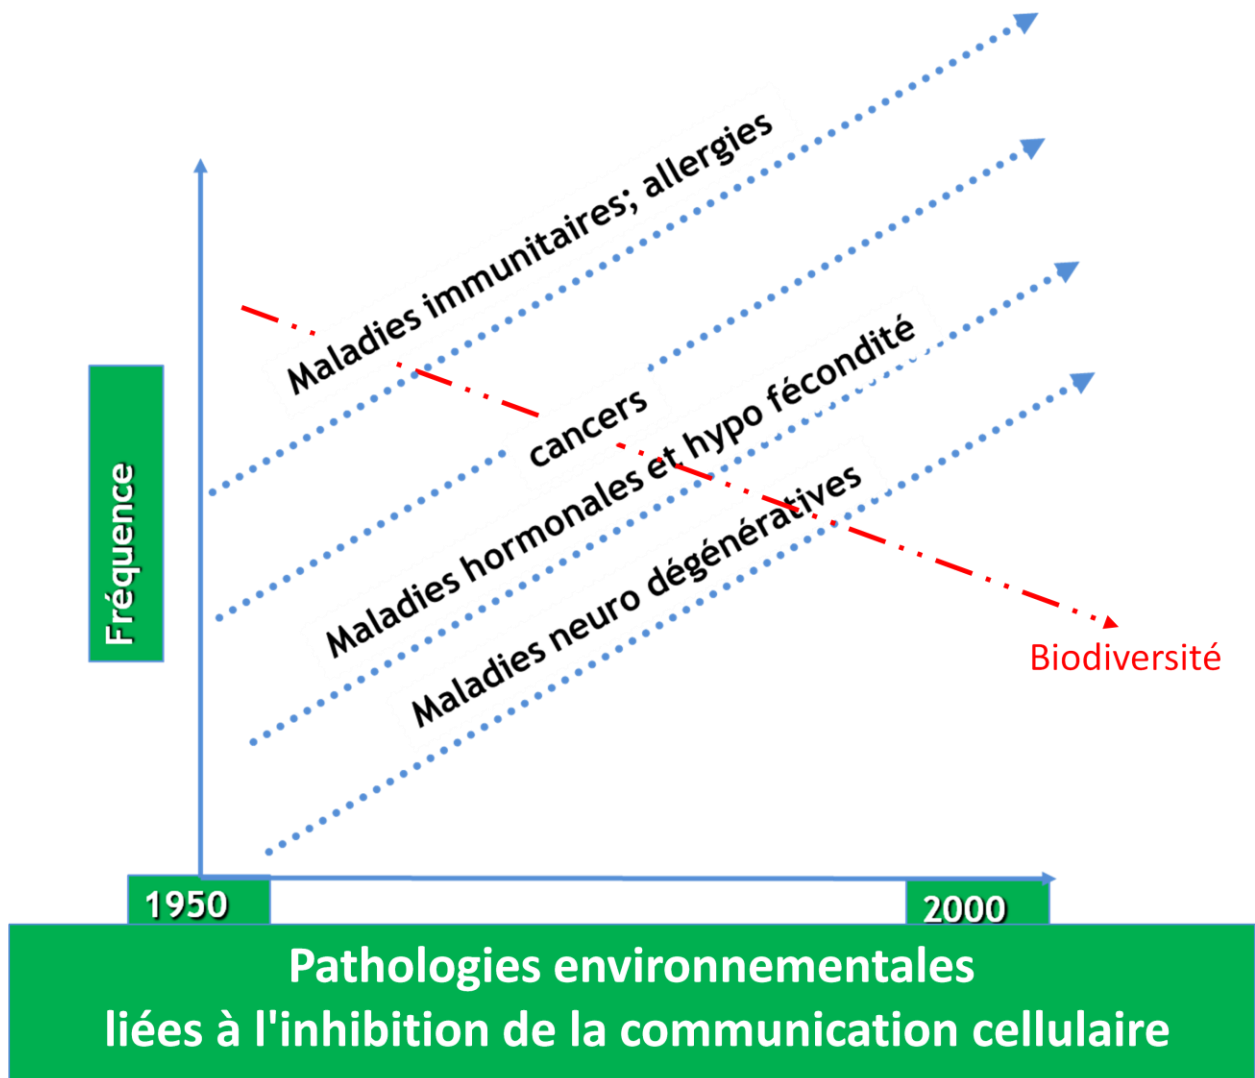 Maladies immunitaires; allergies
cancers
Maladies hormonales et hypo fécondité
Maladies neuro dégénératives
Fréquence
Biodiversité
1950
2000
Pathologies environnementales
liées à l'inhibition de la communication cellulaire